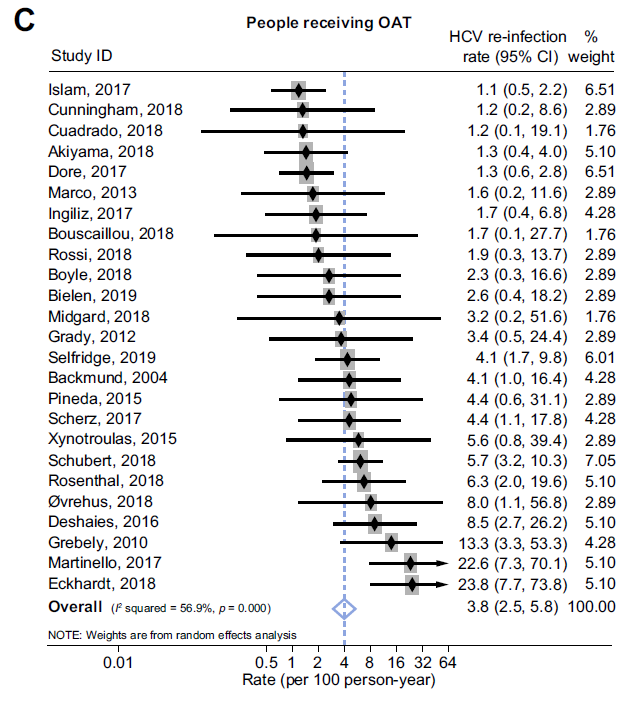 C
People receiving OAT
HCV re-infection %
Study ID rate (95% CI) weight
Islam, 2017 1.1 (0.5, 2.2) 6.51
Cunningham, 2018 1.2 (0.2, 8.6) 2.89
Cuadrado, 2018 1.2 (0.1, 19.1) 1.76
Akiyama, 2018 1.3 (0.4, 4.0) 5.10
Dore, 2017 1.3 (0.6, 2.8) 6.51
Marco, 2013 1.6 (0.2, 11.6) 2.89
Ingiliz, 2017 1.7 (0.4, 6.8) 4.28
Bouscaillou, 2018 1.7 (0.1, 27.7) 1.76
Rossi, 2018 1.9 (0.3, 13.7) 2.89
Boyle, 2018 2.3 (0.3, 16.6) 2.89
Bielen, 2019 2.6 (0.4, 18.2) 2.89
Midgard, 2018 3.2 (0.2, 51.6) 1.76
Grady, 2012 3.4 (0.5, 24.4) 2.89
Selfridge, 2019 4.1 (1.7, 9.8) 6.01
Backmund, 2004 4.1 (1.0, 16.4) 4.28
Pineda, 2015 4.4 (0.6, 31.1) 2.89
Scherz, 2017 4.4 (1.1, 17.8) 4.28
Xynotroulas, 2015 5.6 (0.8, 39.4) 2.89
Schubert, 2018 5.7 (3.2, 10.3) 7.05
Rosenthal, 2018 6.3 (2.0, 19.6) 5.10
Øvrehus, 2018 8.0 (1.1, 56.8) 2.89
Deshaies, 2016 8.5 (2.7, 26.2) 5.10
Grebely, 2010 13.3 (3.3, 53.3) 4.28
Martinello, 2017 22.6 (7.3, 70.1) 5.10
Eckhardt, 2018 23.8 (7.7, 73.8) 5.10
Overall (I² squared = 56.9%, p = 0.000) 3.8 (2.5, 5.8) 100.00
NOTE: Weights are from random effects analysis
0.01 0.5 1 2 4 8 16 32 64
Rate (per 100 person-year)